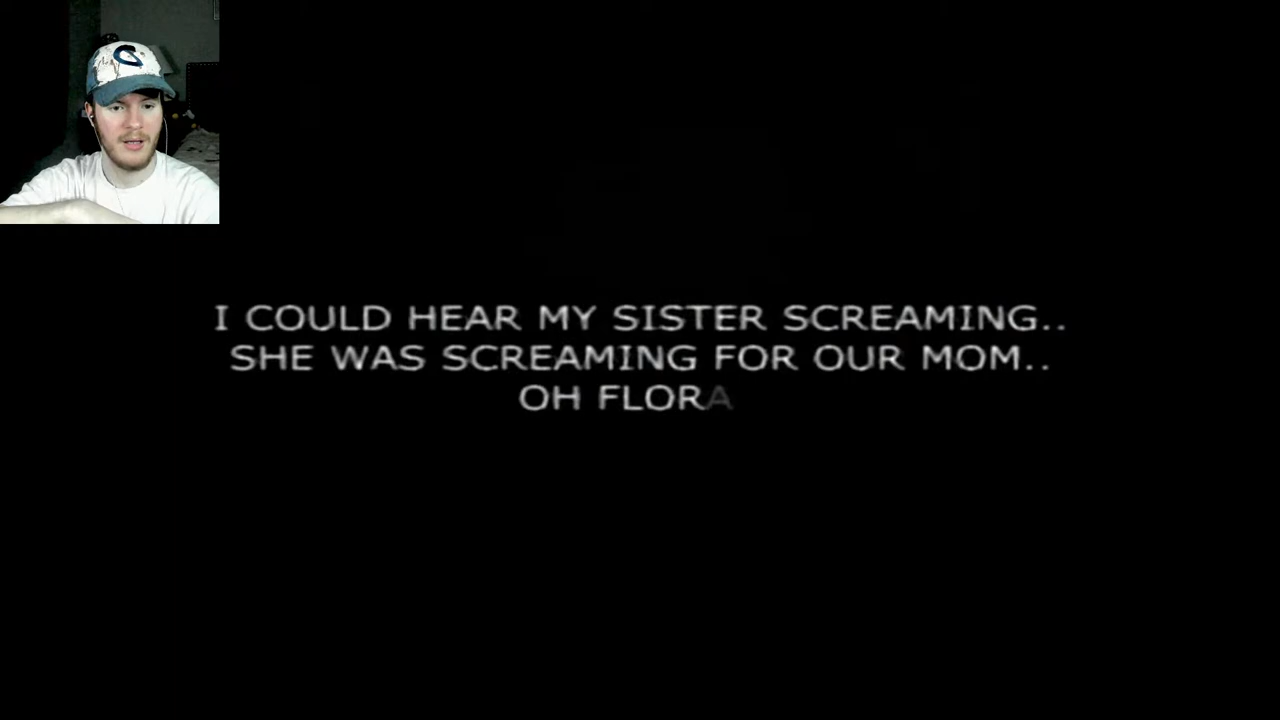 I COULD HEAR MY SISTER SCREAMING..
SHE WAS SCREAMING FOR OUR MOM..
OH FLORA